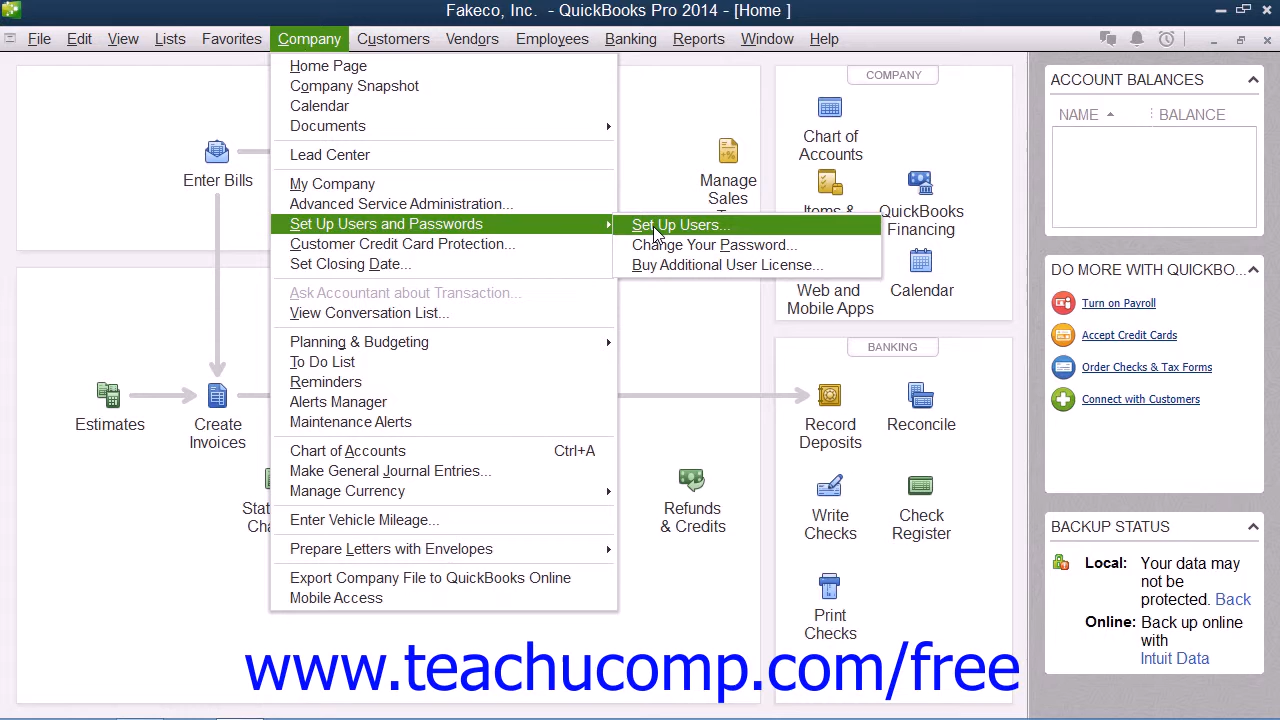 Fakeco, Inc. - QuickBooks Pro 2014 - [Home ]
File Edit View Lists Favorites Company Customers Vendors Employees Banking Reports Window Help
Home Page
Company Snapshot
Calendar
Documents
Lead Center
My Company
Advanced Service Administration...
Set Up Users and Passwords
Customer Credit Card Protection...
Set Closing Date...
Ask Accountant about Transaction...
View Conversation List...
Planning & Budgeting
To Do List
Reminders
Alerts Manager
Maintenance Alerts
Chart of Accounts Ctrl+A
Make General Journal Entries...
Manage Currency
Enter Vehicle Mileage...
Prepare Letters with Envelopes
Export Company File to QuickBooks Online
Mobile Access
Set Up Users...
Change Your Password...
Buy Additional User License...
Enter Bills
Estimates
Create
Invoices
Manage
Sales
Refunds
& Credits
COMPANY
Chart of
Accounts
Items &
QuickBooks
Financing
Web and
Mobile Apps
Calendar
BANKING
Record
Deposits
Reconcile
Write
Checks
Check
Register
Print
Checks
ACCOUNT BALANCES
NAME BALANCE
DO MORE WITH QUICKBO...
Turn on Payroll
Accept Credit Cards
Order Checks & Tax Forms
Connect with Customers
BACKUP STATUS
Local: Your data may
not be
protected. Back
Online: Back up online
with
Intuit Data
www.teachucomp.com/free